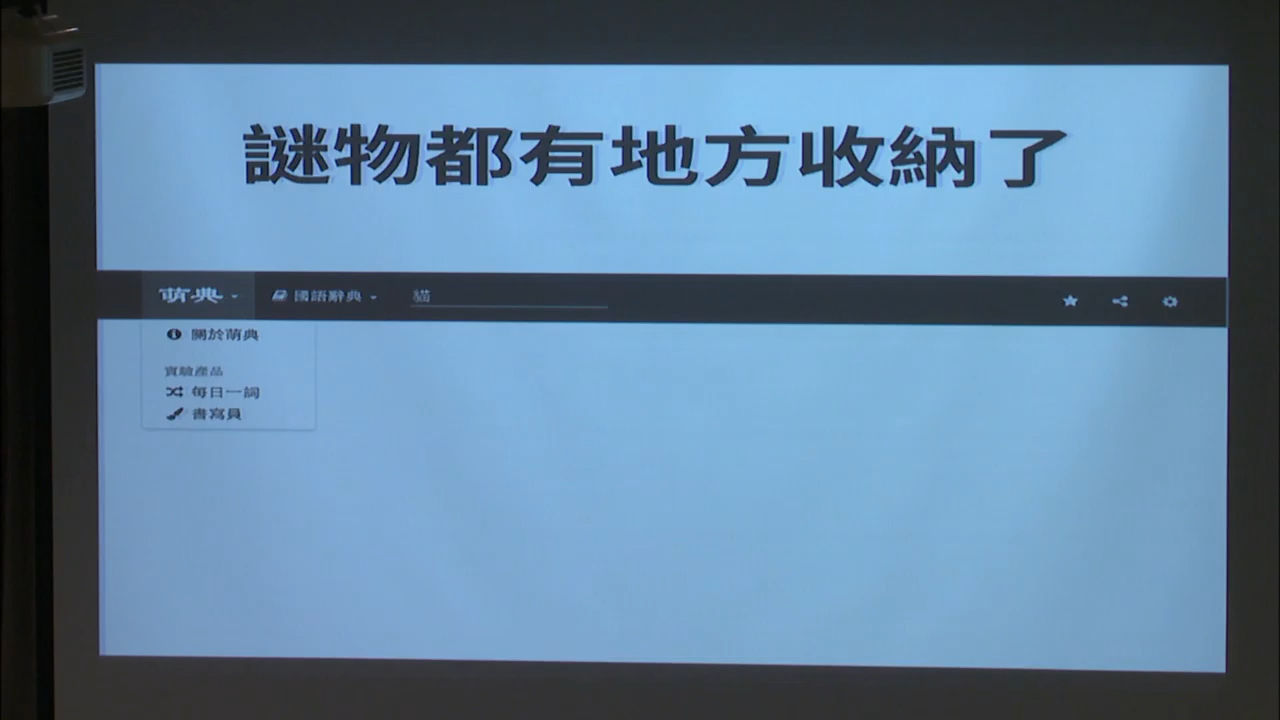 謎物都有地方收納了
萌典 國語辭典 貓
關於萌典
實驗產品
每日一詞
書寫員